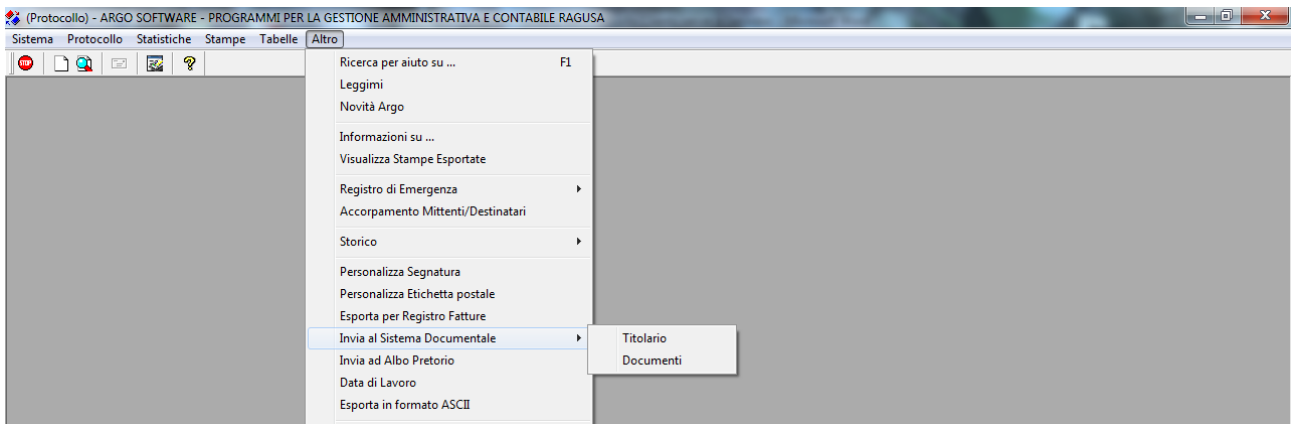 (Protocollo) - ARGO SOFTWARE - PROGRAMMI PER LA GESTIONE AMMINISTRATIVA E CONTABILE RAGUSA
Sistema Protocollo Statistiche Stampe Tabelle Altro
STOP
Ricerca per aiuto su ... F1
Leggimi
Novità Argo
Informazioni su ...
Visualizza Stampe Esportate
Registro di Emergenza
Accorpamento Mittenti/Destinatari
Storico
Personalizza Segnatura
Personalizza Etichetta postale
Esporta per Registro Fatture
Invia al Sistema Documentale
Titolario
Invia ad Albo Pretorio
Documenti
Data di Lavoro
Esporta in formato ASCII